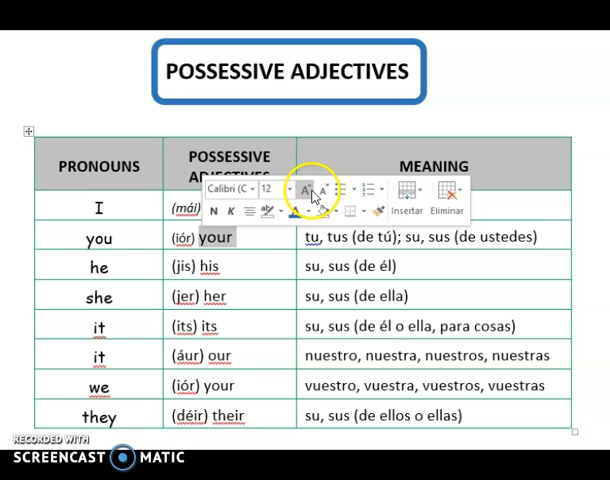 POSSESSIVE ADJECTIVES
PRONOUNS POSSESSIVE MEANING
I (mái)
Calibri (C 12
N K Insertar Eliminar
you (iór) your tu, tus (de tú); su, sus (de ustedes)
he (jis) his su, sus (de él)
she (jer) her su, sus (de ella)
it (its) its su, sus (de él o ella, para cosas)
it (áur) our nuestro, nuestra, nuestros, nuestras
we (iór) your vuestro, vuestra, vuestros, vuestras
they (déir) their su, sus (de ellos o ellas)
RECORDED WITH
SCREENCAST MATIC